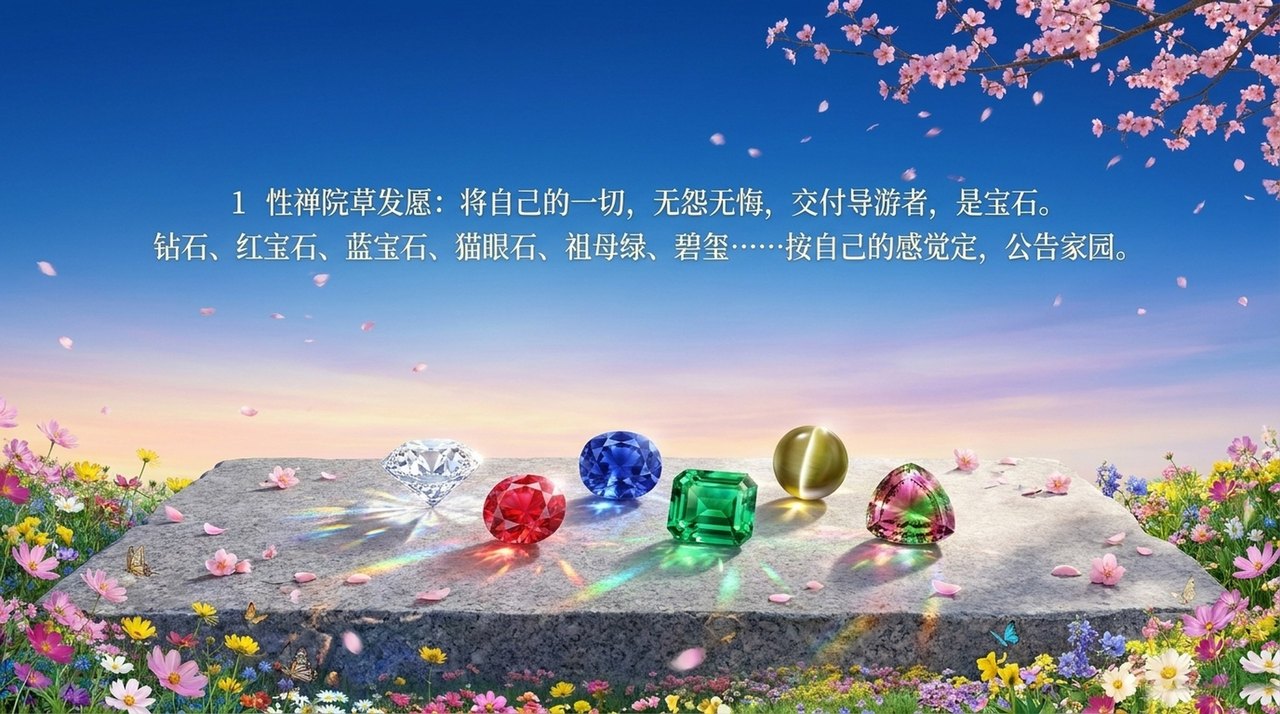 1 性禅院草发愿：将自己的一切，无怨无悔，交付导游者，是宝石。
钻石、红宝石、蓝宝石、猫眼石、祖母绿、碧玺……按自己的感觉定，公告家园。